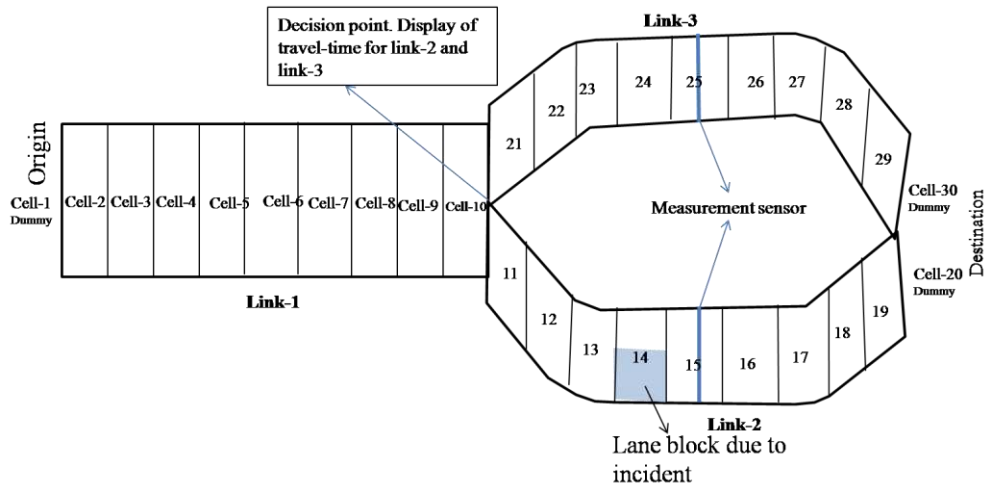 Decision point. Display of
travel-time for link-2 and
link-3
Link-3
21
22
23
24
25
26
27
28
29
Origin
Cell-1
Dummy
Cell-2
Cell-3
Cell-4
Cell-5
Cell-6
Cell-7
Cell-8
Cell-9
Cell-10
Link-1
Measurement sensor
Cell-30
Dummy
Destination
Cell-20
Dummy
11
12
13
14
15
16
17
18
19
Link-2
Lane block due to
incident